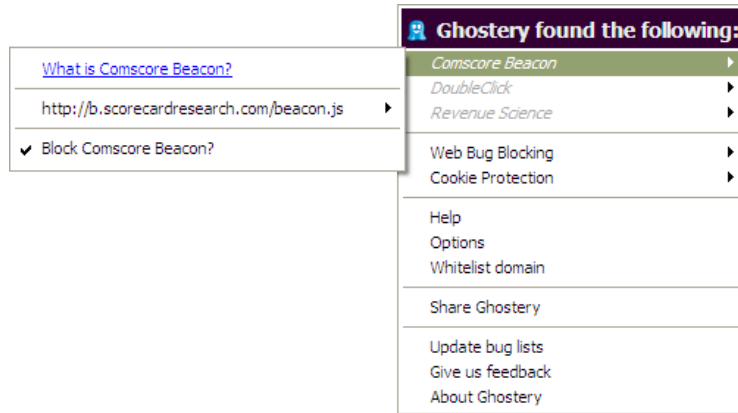 Ghostery found the following:
Comscore Beacon
DoubleClick
Revenue Science
Web Bug Blocking
Cookie Protection
Help
Options
Whitelist domain
Share Ghostery
Update bug lists
Give us feedback
About Ghostery
What is Comscore Beacon?
http://b.scorecardresearch.com/beacon.js
Block Comscore Beacon?